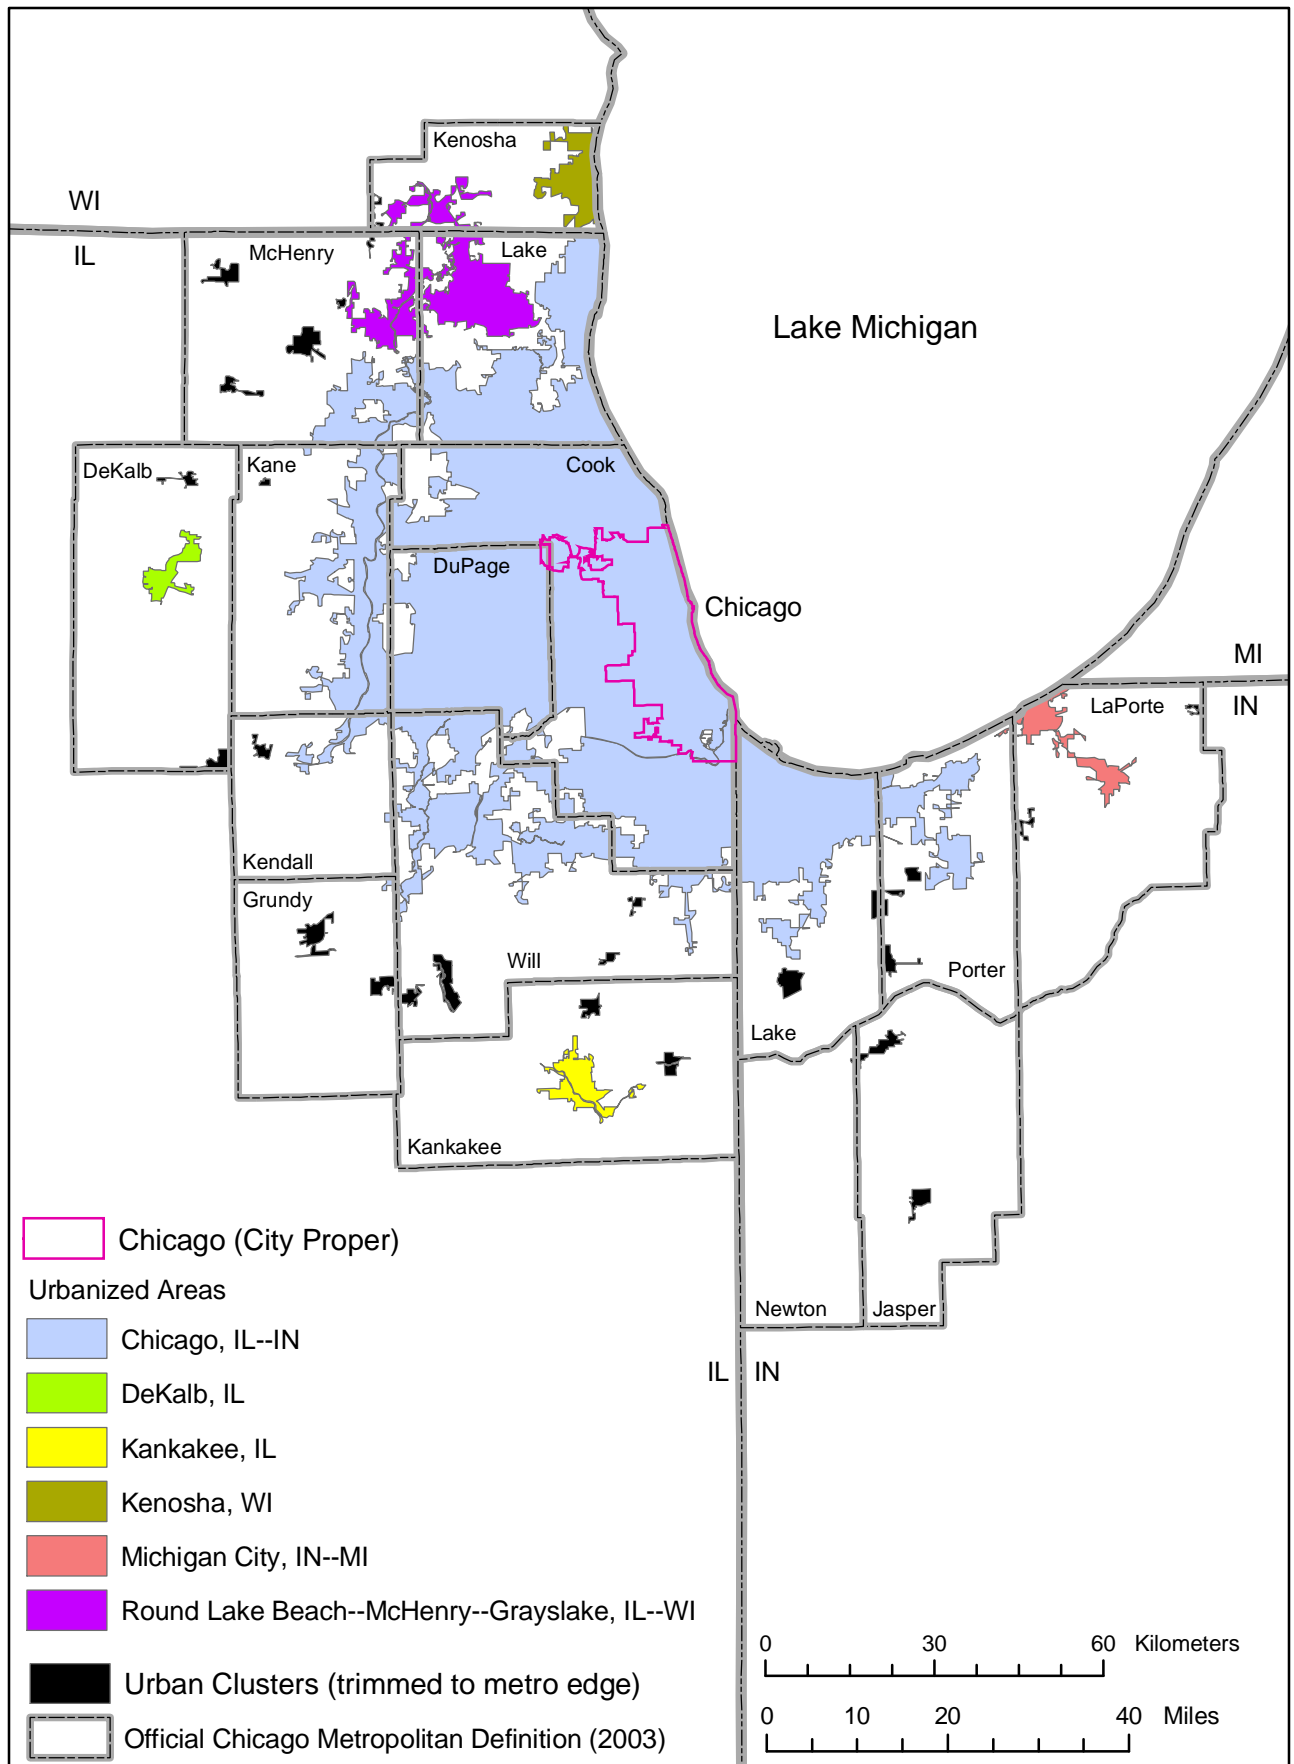 Kenosha
WI
IL
McHenry
Lake
Lake Michigan
DeKalb
Kane
Cook
DuPage
Chicago
MI
IN
LaPorte
Kendall
Grundy
Will
Porter
Lake
Kankakee
Newton
Jasper
IL
IN
Chicago (City Proper)
Urbanized Areas
Chicago, IL--IN
DeKalb, IL
Kankakee, IL
Kenosha, WI
Michigan City, IN--MI
Round Lake Beach--McHenry--Grayslake, IL--WI
Urban Clusters (trimmed to metro edge)
Official Chicago Metropolitan Definition (2003)
0 30 60 Kilometers
0 10 20 40 Miles